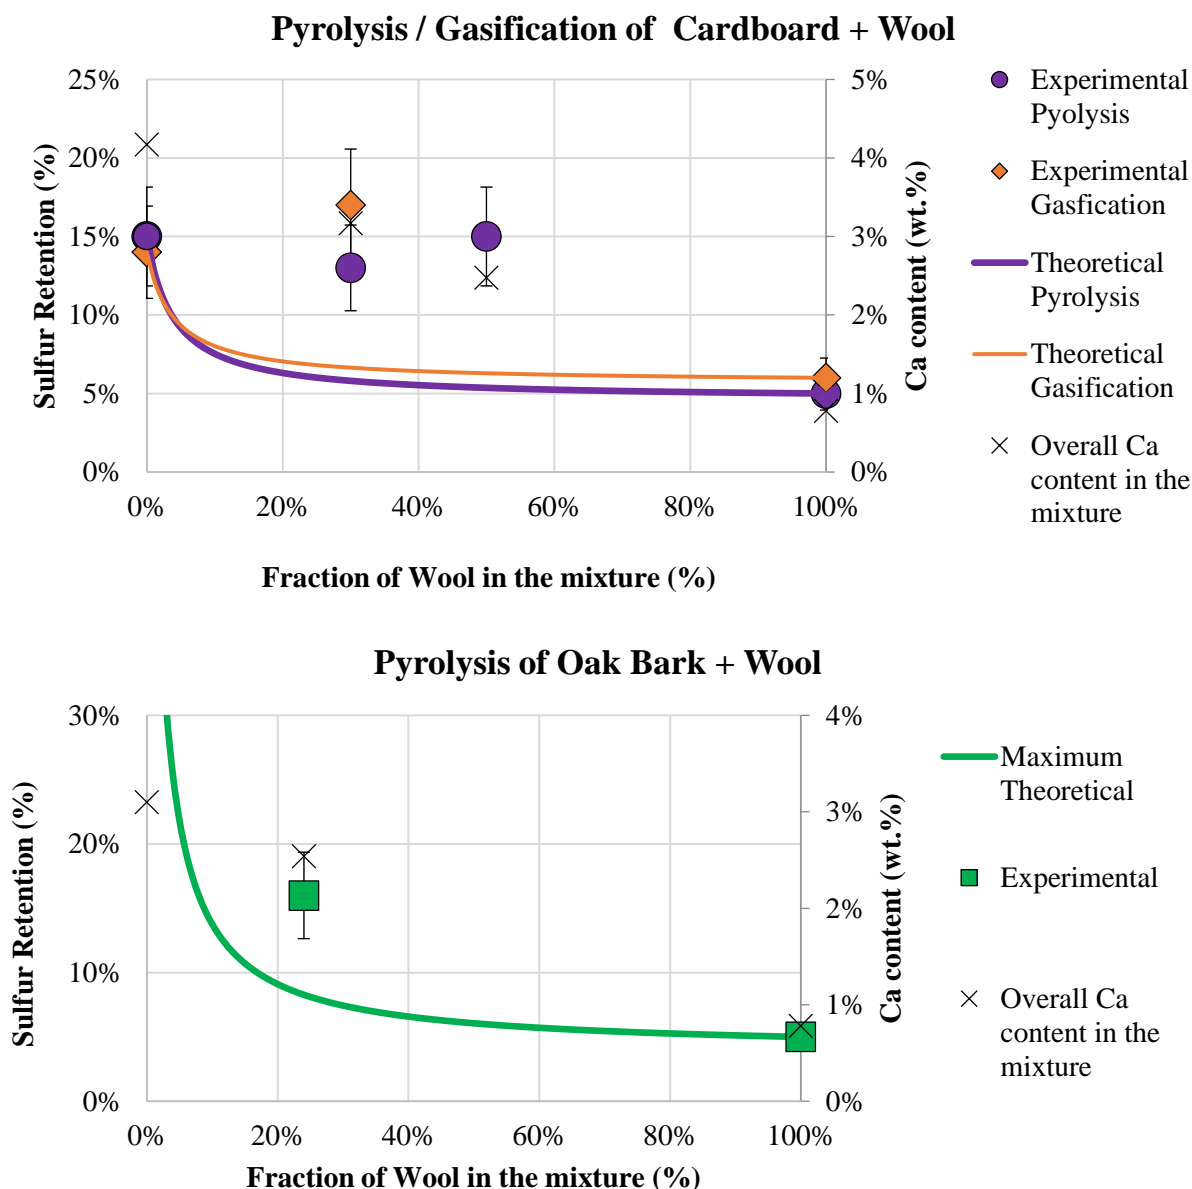 Pyrolysis / Gasification of Cardboard + Wool
25%
20%
15%
10%
5%
0%
Sulfur Retention (%)
5%
4%
3%
2%
1%
0%
Ca content (wt.%)
0%
20%
40%
60%
80%
100%
Fraction of Wool in the mixture (%)
Experimental
Pyolysis
Experimental
Gasfication
Theoretical
Pyrolysis
Theoretical
Gasification
Overall Ca
content in the
mixture
Pyrolysis of Oak Bark + Wool
30%
20%
10%
0%
Sulfur Retention (%)
4%
3%
2%
1%
0%
Ca content (wt.%)
0%
20%
40%
60%
80%
100%
Fraction of Wool in the mixture (%)
Maximum
Theoretical
Experimental
Overall Ca
content in the
mixture